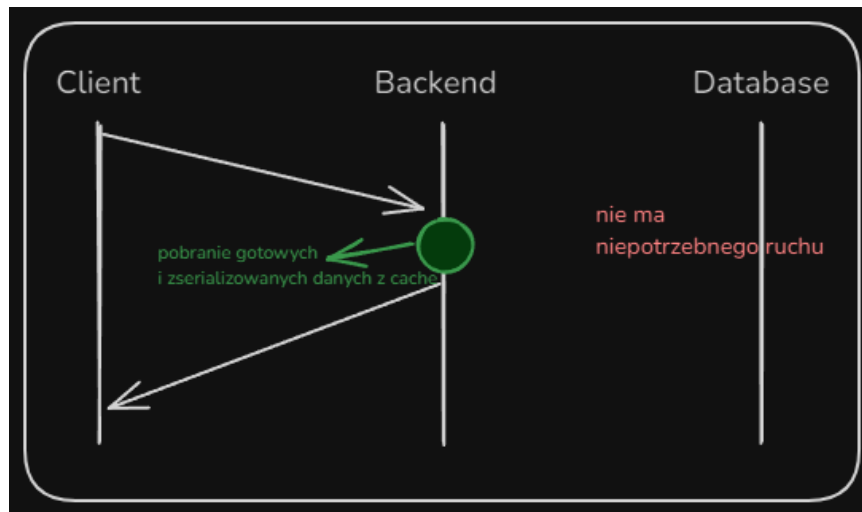 Client
Backend
Database
nie ma
niepotrzebnego ruchu
pobranie gotowych
i zserializowanych danych z cache